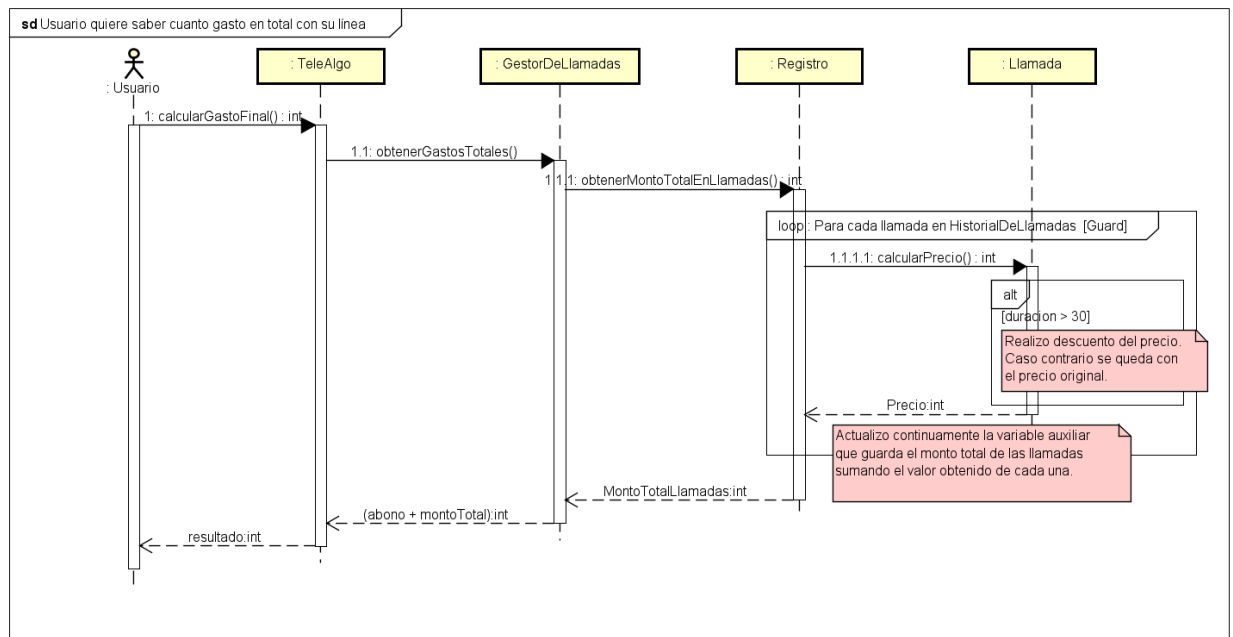 sd Usuario quiere saber cuanto gasto en total con su línea
: Usuario
: TeleAlgo
: GestorDeLlamadas
: Registro
: Llamada
1: calcularGastoFinal() : int
1.1: obtenerGastosTotales()
1.1.1: obtenerMontoTotalEnLlamadas() : int
loop : Para cada llamada en HistorialDeLlamadas [Guard]
1.1.1.1: calcularPrecio() : int
alt
[duracion > 30]
Realizo descuento del precio.
Caso contrario se queda con
el precio original.
Precio:int
Actualizo continuamente la variable auxiliar
que guarda el monto total de las llamadas
sumando el valor obtenido de cada una.
MontoTotalLlamadas:int
(abono + montoTotal):int
resultado:int